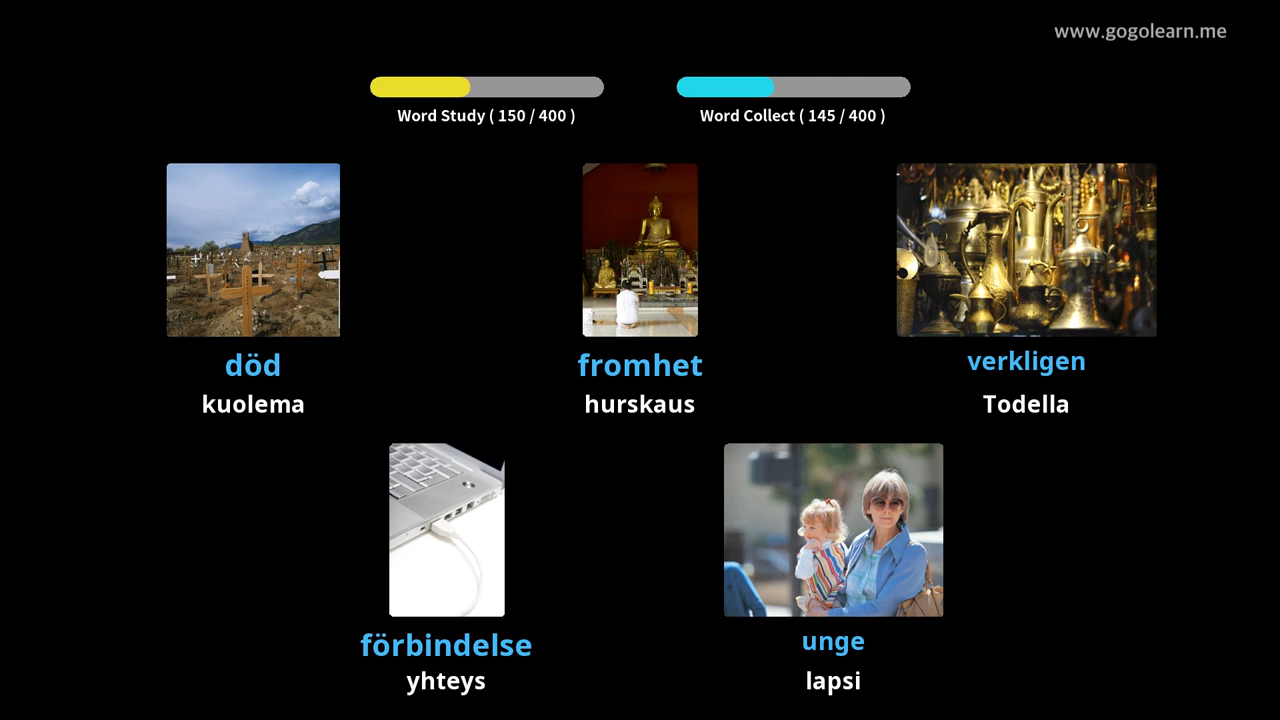 www.gogolearn.me
Word Study ( 150 / 400 )
Word Collect ( 145 / 400 )
död
kuolema
fromhet
hurskaus
verkligen
Todella
förbindelse
yhteys
unge
lapsi